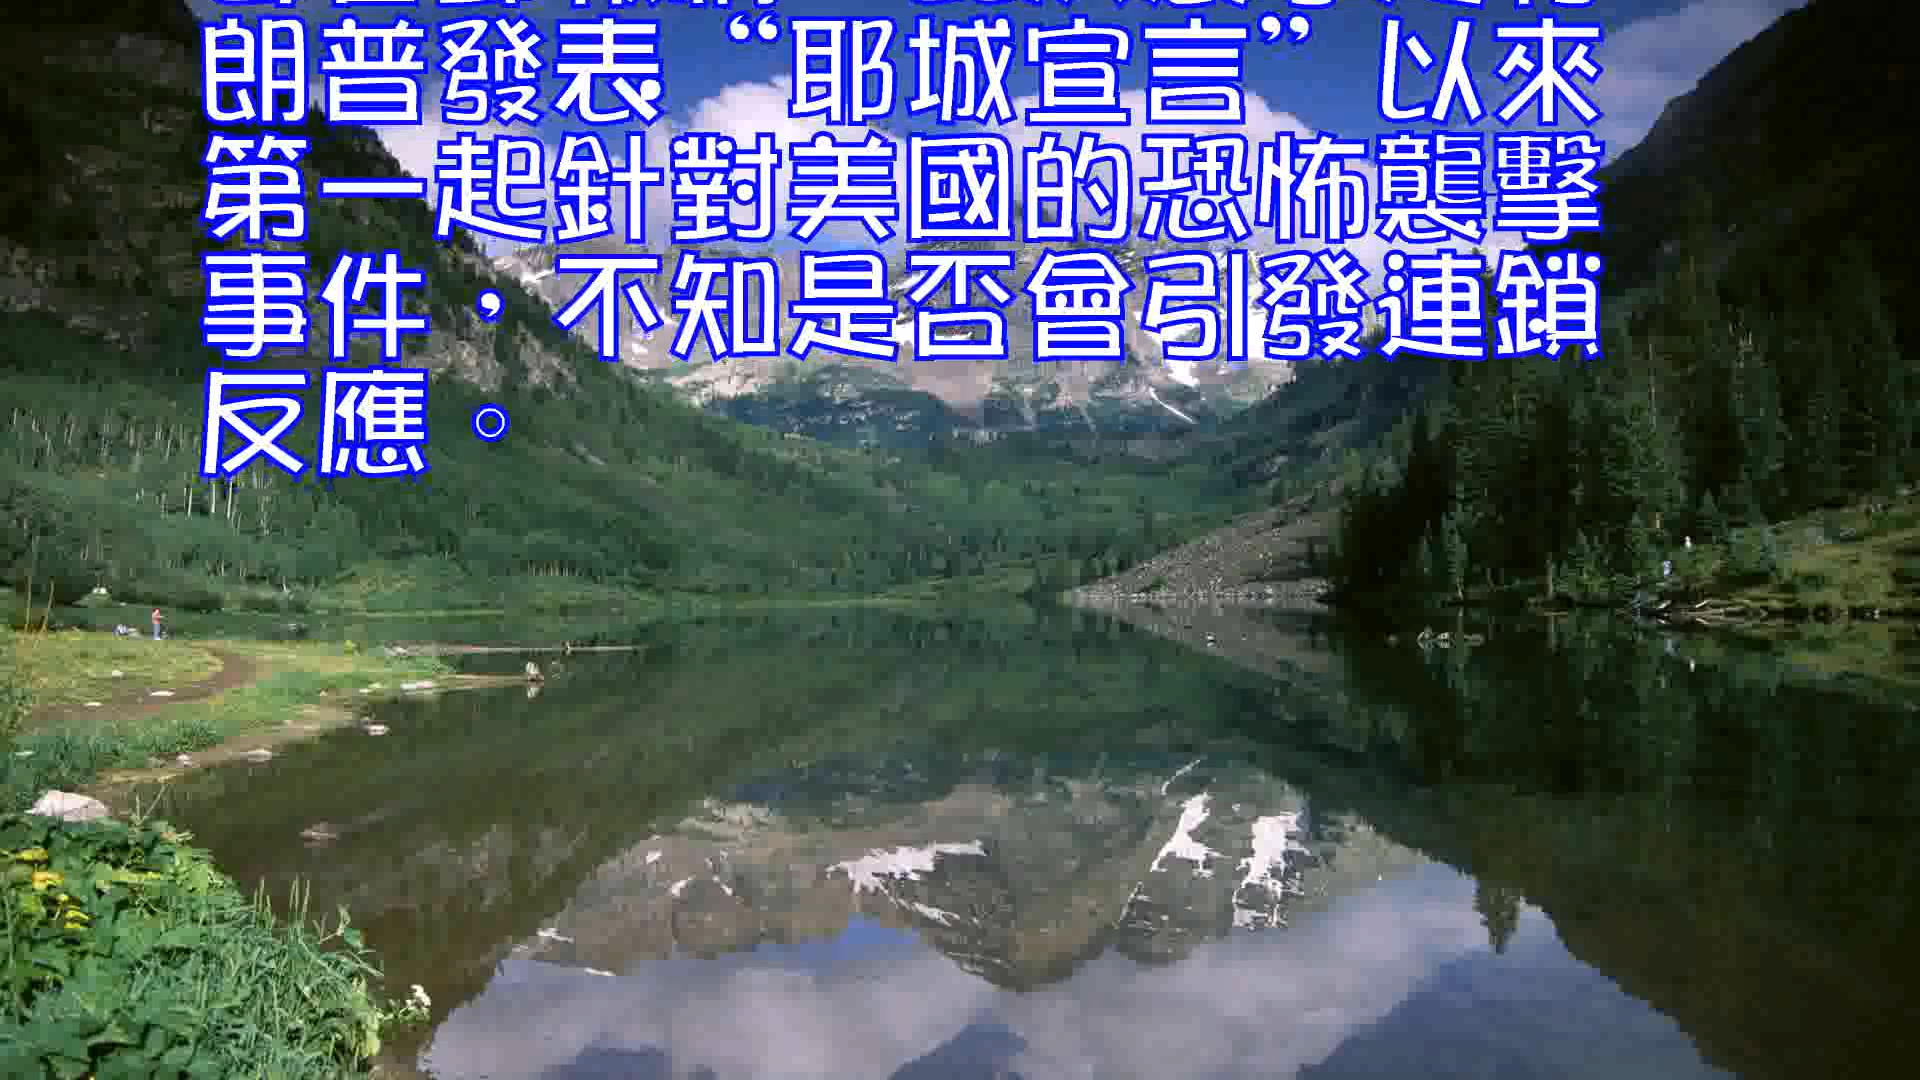 朗普發表“耶城宣言”以來
第一起針對美國的恐怖襲擊
事件，不知是否會引發連鎖
反應。